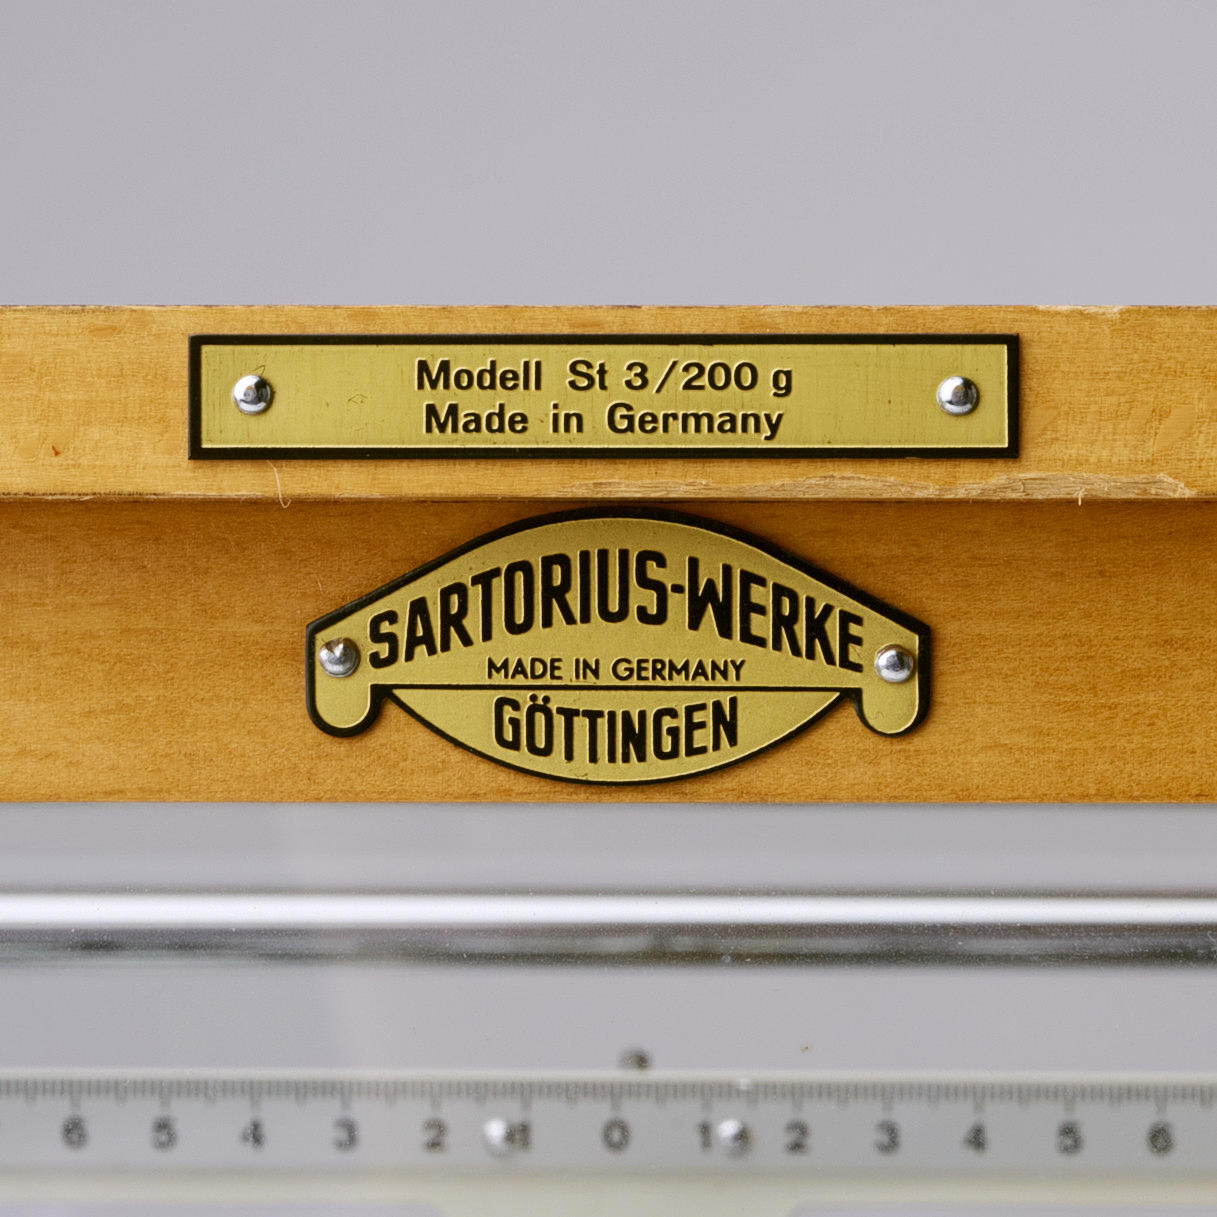 Modell St 3/200 g
Made in Germany
SARTORIUS-WERKE
MADE IN GERMANY
GÖTTINGEN
6 5 4 3 2 1 0 1 2 3 4 5 6